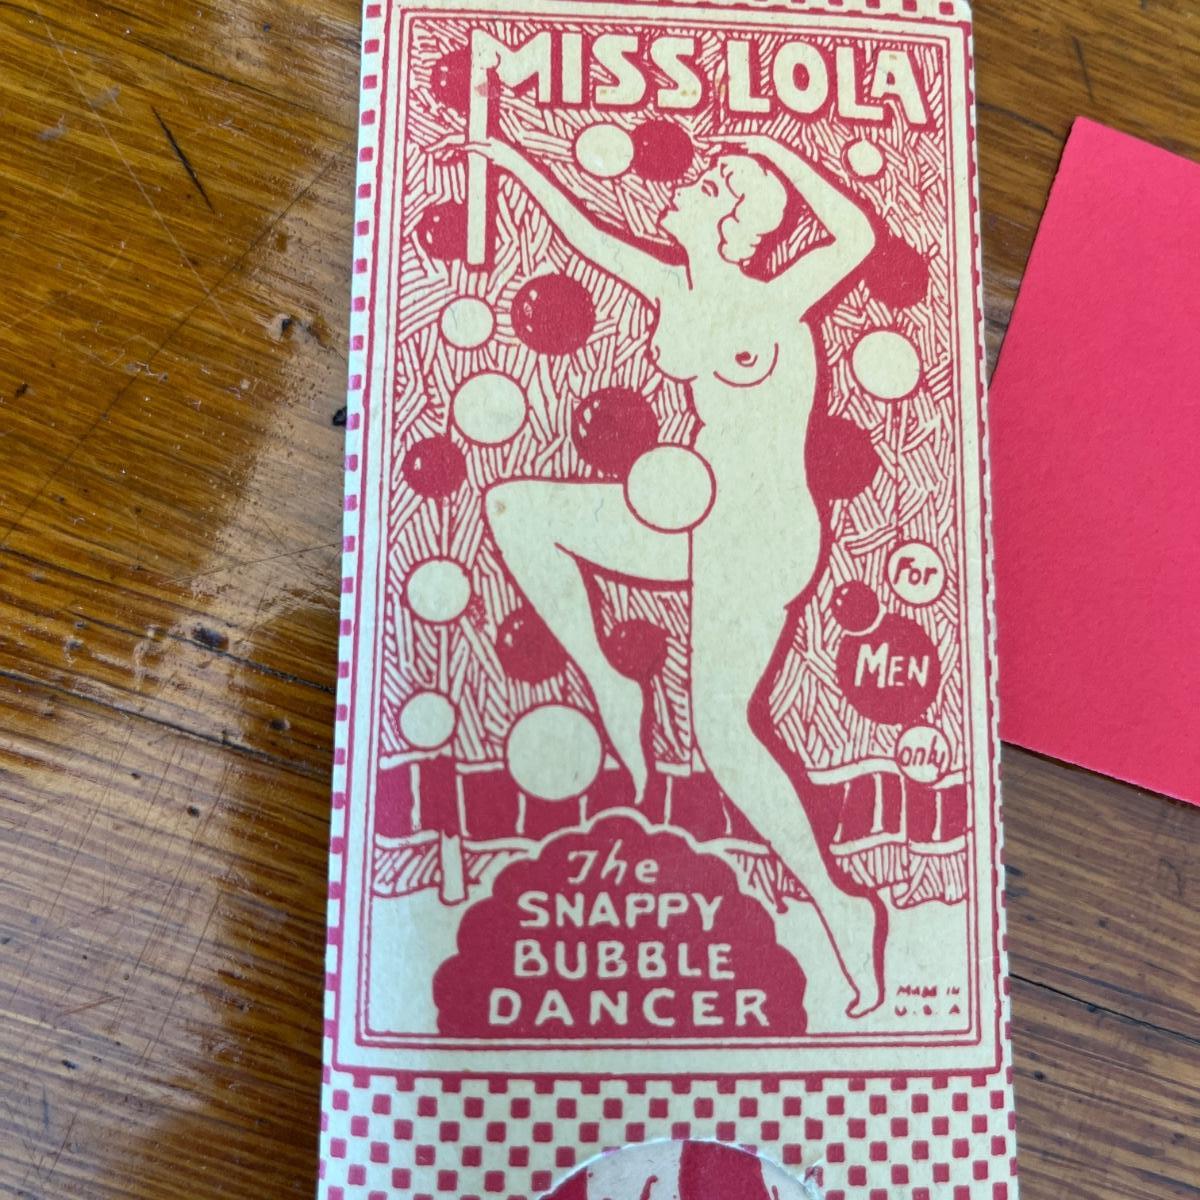 MISS LOLA
For
MEN
only
The
SNAPPY
BUBBLE
DANCER
MADE IN
U.S.A